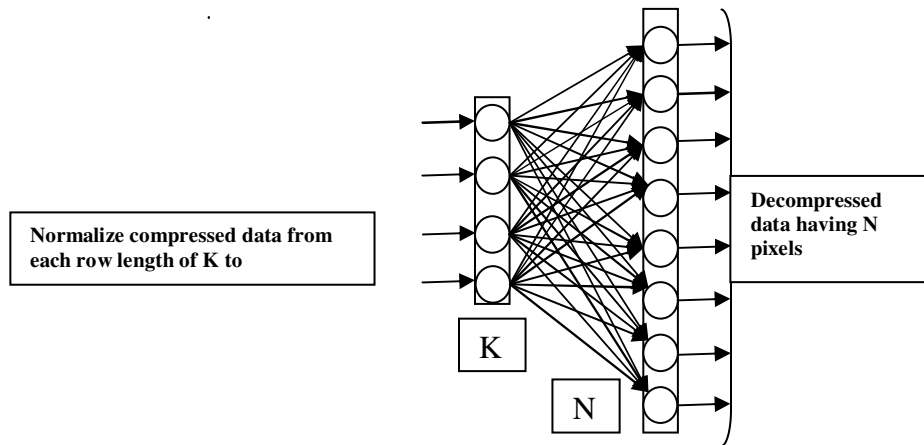 Normalize compressed data from
each row length of K to
K
N
Decompressed
data having N
pixels